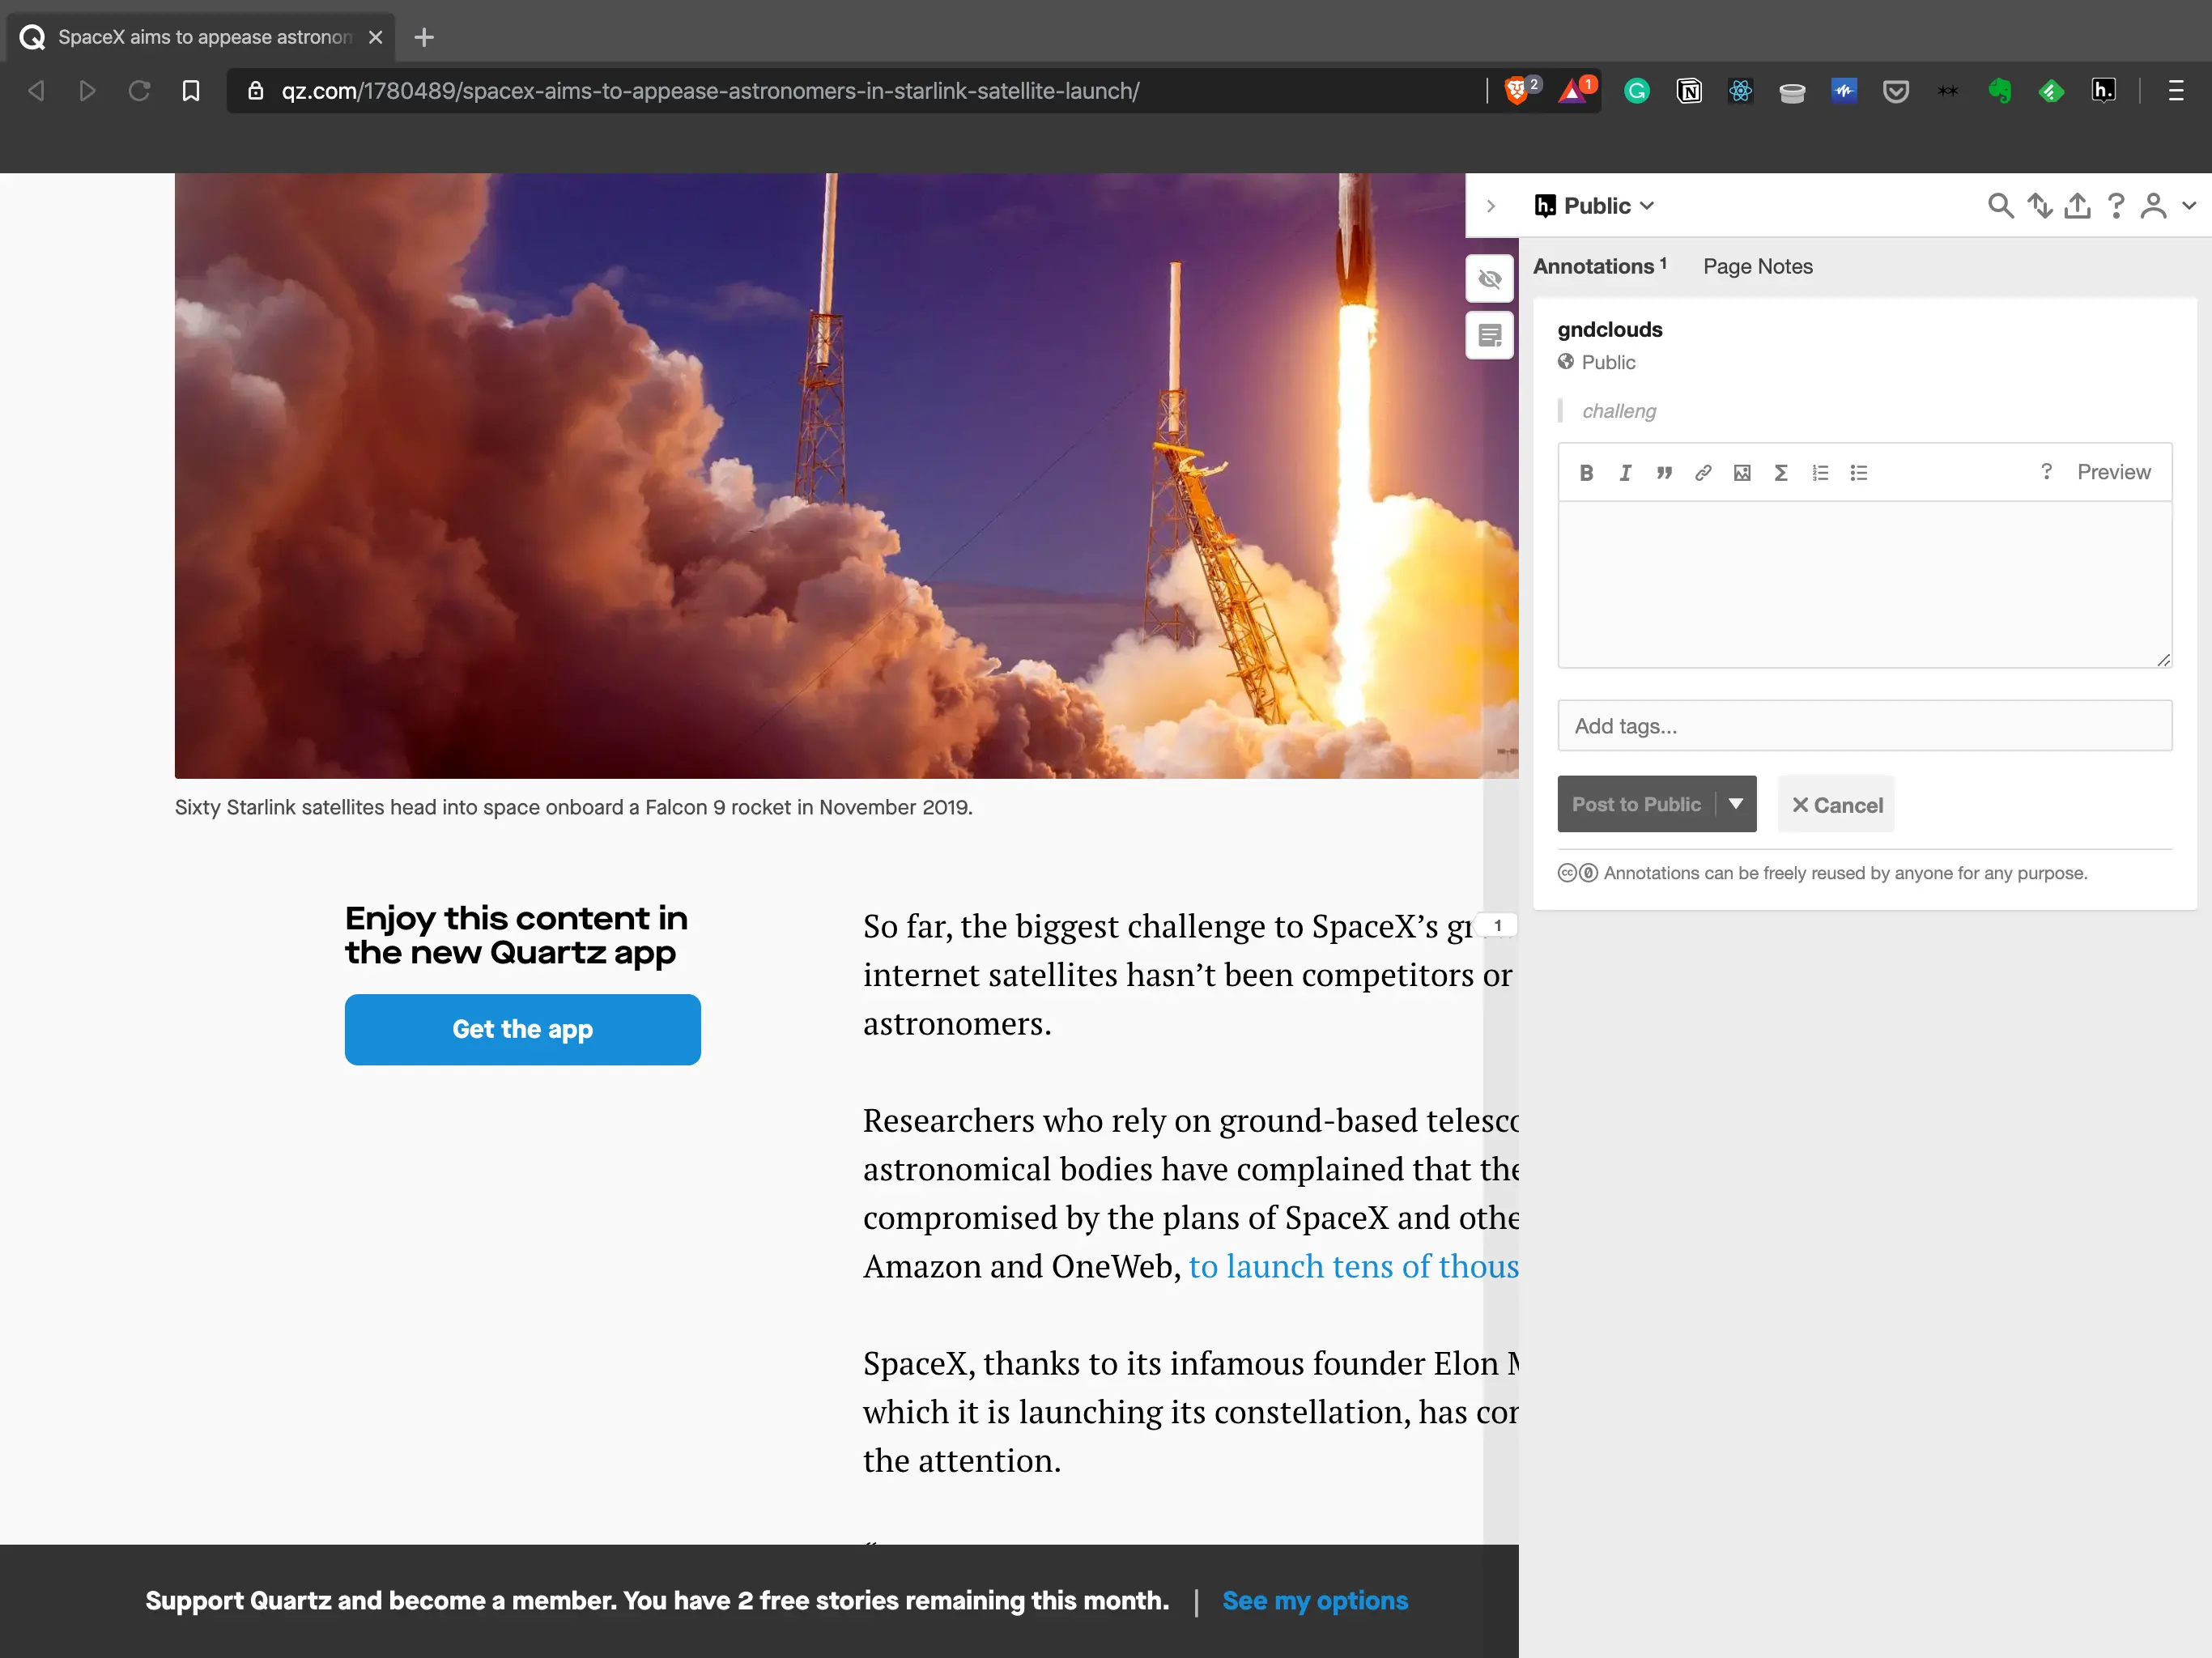 SpaceX aims to appease astronom
qz.com/1780489/spacex-aims-to-appease-astronomers-in-starlink-satellite-launch/
2
1
h.
Public
Annotations 1
Page Notes
gndclouds
Public
challeng
B I
? Preview
Add tags...
Post to Public
Cancel
Annotations can be freely reused by anyone for any purpose.
Sixty Starlink satellites head into space onboard a Falcon 9 rocket in November 2019.
Enjoy this content in
the new Quartz app
Get the app
So far, the biggest challenge to SpaceX’s
1
internet satellites hasn’t been competitors or
astronomers.
Researchers who rely on ground-based telesco
astronomical bodies have complained that the
compromised by the plans of SpaceX and othe
Amazon and OneWeb, to launch tens of thous
SpaceX, thanks to its infamous founder Elon
which it is launching its constellation, has
the attention.
Support Quartz and become a member. You have 2 free stories remaining this month. | See my options